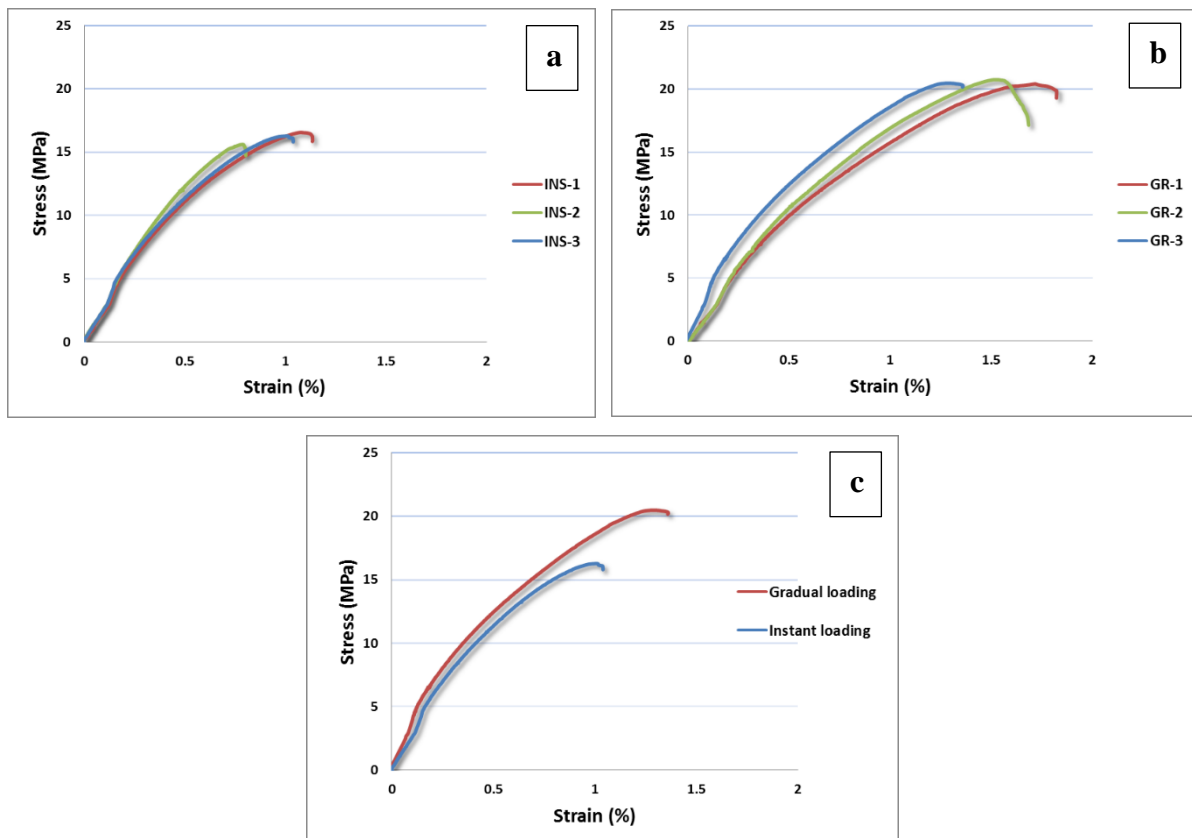 a
25
20
15
10
5
0
Stress (MPa)
INS-1
INS-2
INS-3
0 0.5 1 1.5 2
Strain (%)
b
25
20
15
10
5
0
Stress (MPa)
GR-1
GR-2
GR-3
0 0.5 1 1.5 2
Strain (%)
c
25
20
15
10
5
0
Stress (MPa)
Gradual loading
Instant loading
0 0.5 1 1.5 2
Strain (%)